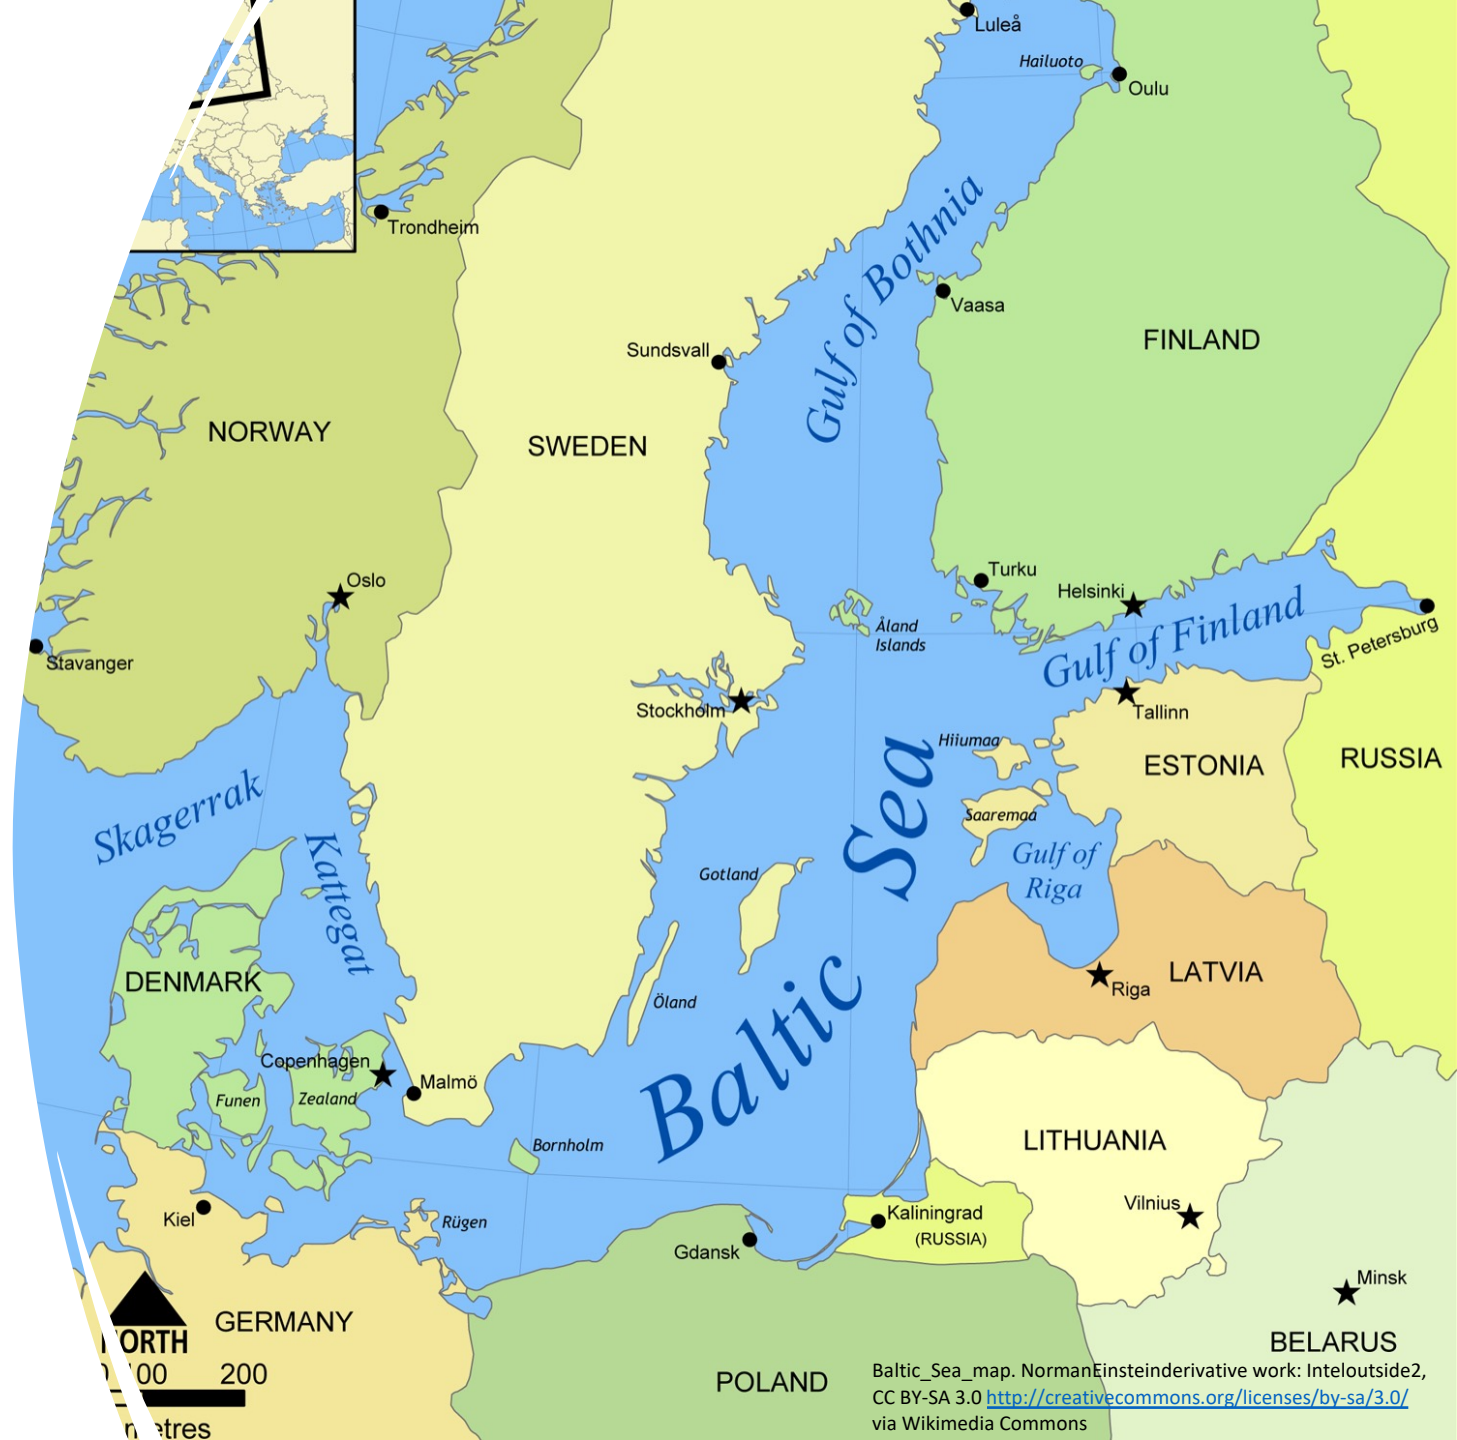 Luleå
Hailuoto
Oulu
Trondheim
Gulf of Bothnia
Vaasa
Sundsvall
FINLAND
NORWAY
SWEDEN
Turku
Oslo
Helsinki
Åland
Islands
Gulf of Finland
St. Petersburg
Stavanger
Stockholm
Tallinn
Hiiumaa
ESTONIA
RUSSIA
Skagerrak
Kattegat
Saaremaa
Gulf of
Riga
Gotland
Baltic Sea
DENMARK
Öland
Riga
LATVIA
Copenhagen
Malmö
Funen
Zealand
Bornholm
LITHUANIA
Vilnius
Kiel
Rügen
Gdansk
Kaliningrad
(RUSSIA)
Minsk
NORTH
GERMANY
BELARUS
0 100 200
POLAND
Baltic_Sea_map. NormanEinsteinderivative work: Inteloutside2,
CC BY-SA 3.0 http://creativecommons.org/licenses/by-sa/3.0/
via Wikimedia Commons